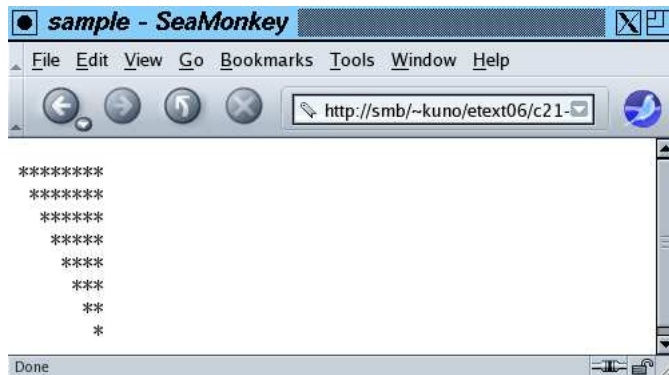 sample - SeaMonkey
File Edit View Go Bookmarks Tools Window Help
http://smb/~kuno/etext06/c21-
********
 *******
  ******
   *****
    ****
     ***
      **
       *
Done